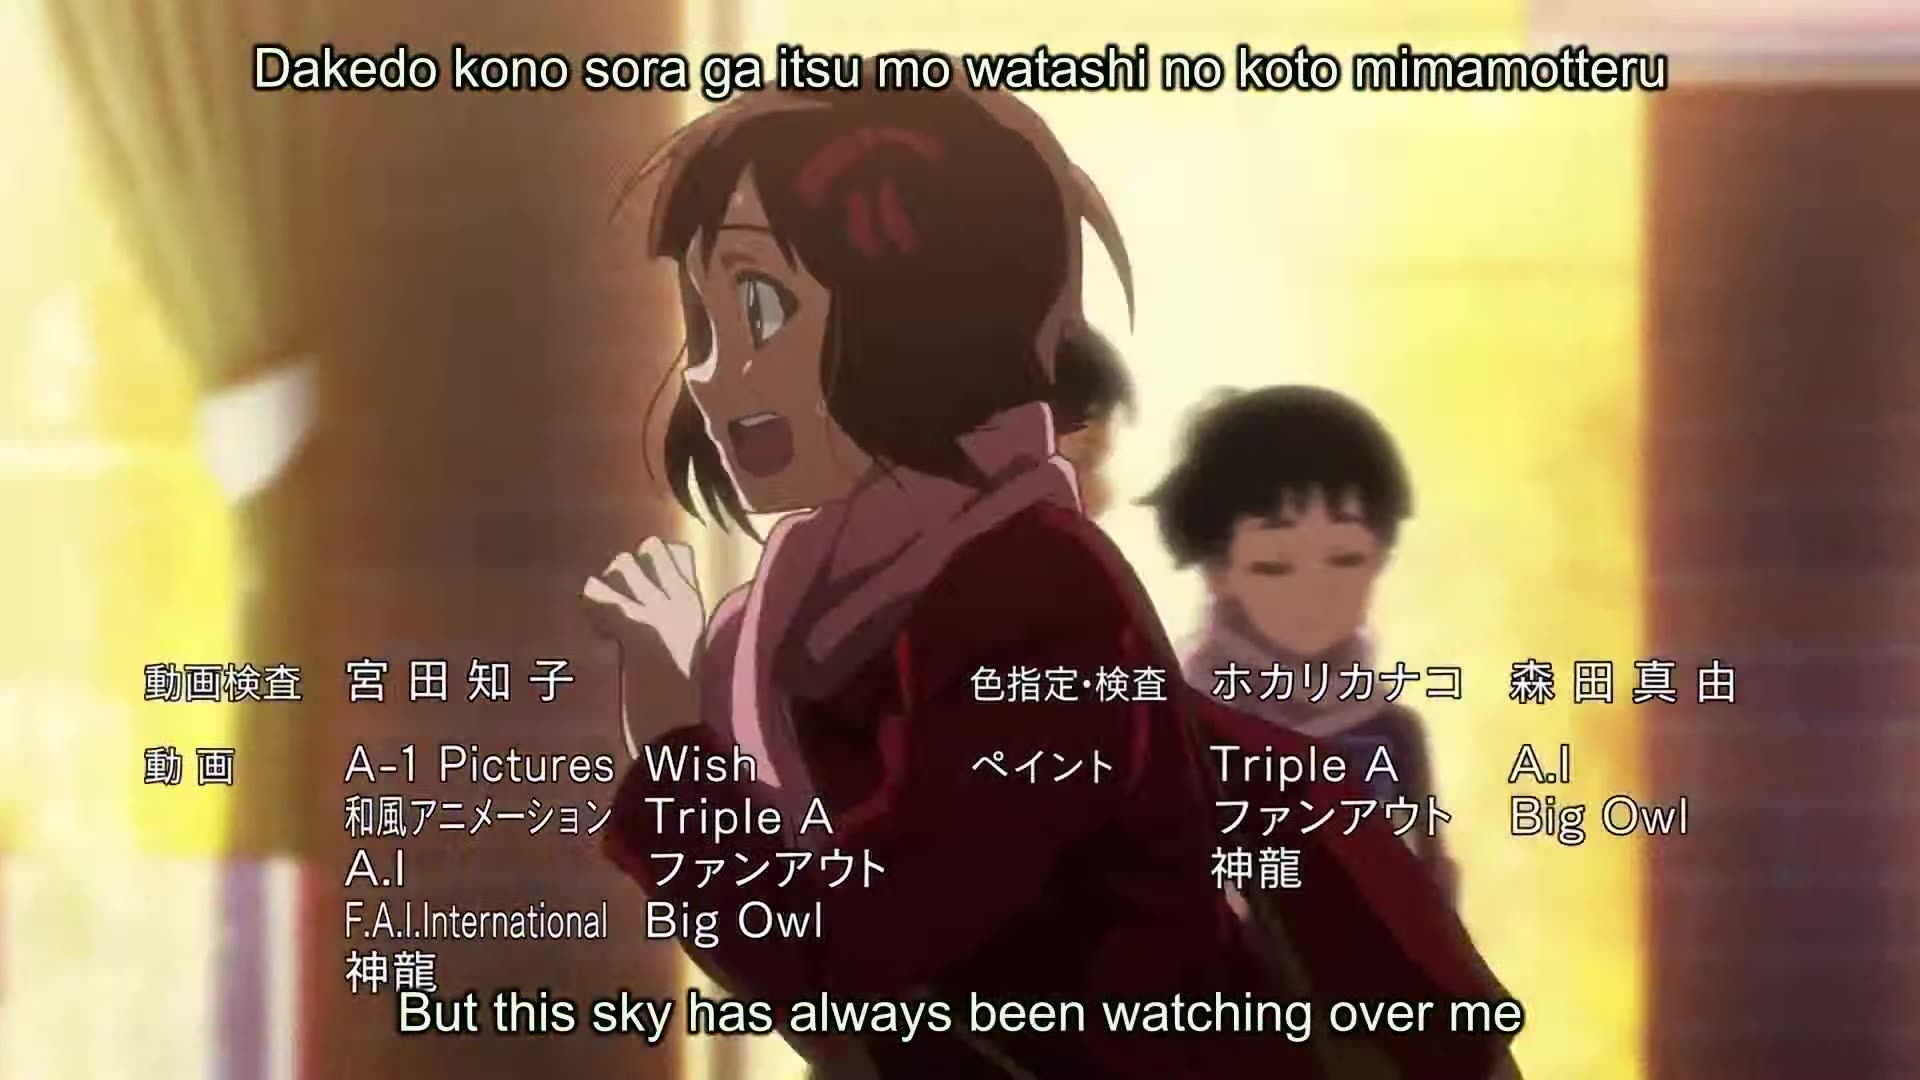 Dakedo kono sora ga itsu mo watashi no koto mimamotteru
動画検査 宮田知子
動画 A-1 Pictures Wish
和風アニメーション Triple A
A.I ファンアウト
F.A.I.International Big Owl
神龍
色指定・検査 ホカリカナコ 森田真由
ペイント Triple A A.I
ファンアウト Big Owl
神龍
But this sky has always been watching over me